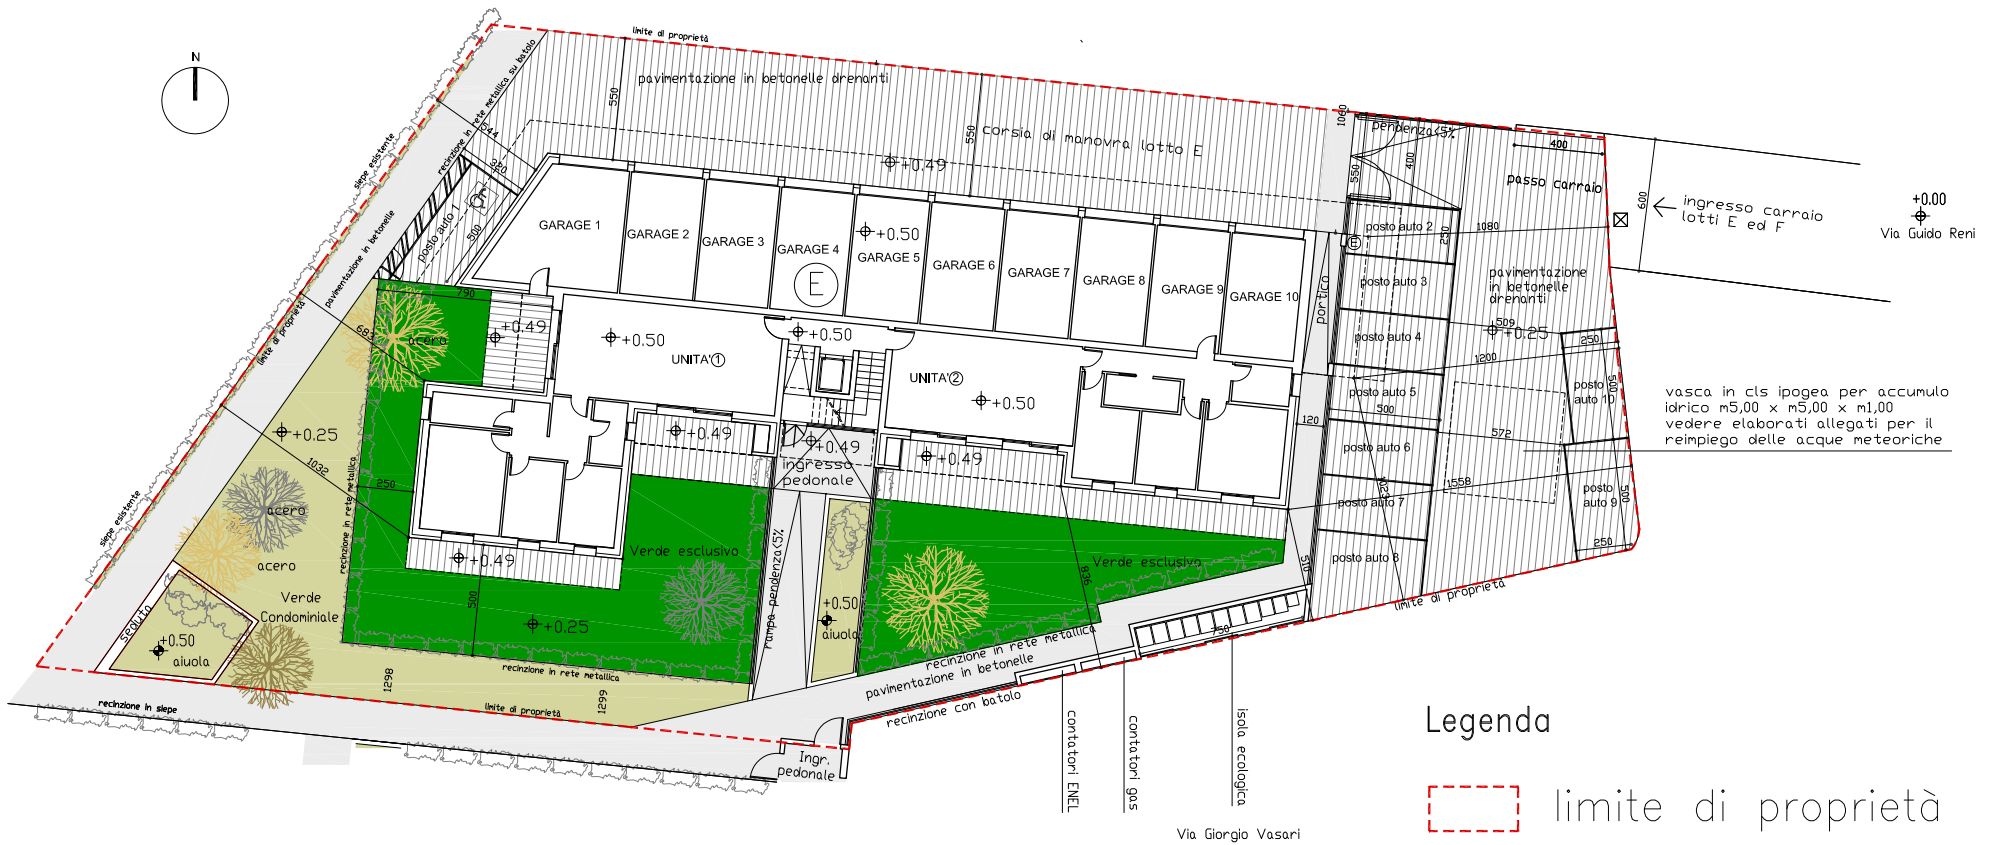 N
limite di proprietà
pavimentazione in betonelle drenanti
550
550
corsia di manovra lotto E
+0.49
recinzione in rete metallica su batolo
544
320
siepe esistente
posto auto 1
500
pavimentazione in betonelle
limite di proprietà
siepe esistente
GARAGE 1
GARAGE 2
GARAGE 3
GARAGE 4
+0.50
GARAGE 5
GARAGE 6
GARAGE 7
GARAGE 8
GARAGE 9
GARAGE 10
E
portico
pendenza<5%
400
550
400
passo carraio
600
ingresso carraio
lotti E ed F
+0.00
Via Guido Reni
posto auto 2
250
1080
posto auto 3
pavimentazione
in betonelle
drenanti
509
+0.25
posto auto 4
1200
250
posto auto 5
500
posto
auto 10
500
120
posto auto 6
572
posto auto 7
1023
1558
posto
auto 9
500
posto auto 8
250
510
limite di proprietà
vasca in cls ipogea per accumulo
idrico m5,00 x m5,00 x m1,00
vedere elaborati allegati per il
reimpiego delle acque meteoriche
790
acero
+0.49
+0.50
UNITA' 1
+0.50
UNITA' 2
+0.50
+0.25
1032
250
recinzione in rete metallica
+0.49
+0.49
ingresso
pedonale
+0.49
acero
acero
Verde
Condominiale
+0.49
500
+0.25
Verde esclusivo
rampa pendenza<5%
+0.50
aiuola
Verde esclusivo
836
seduta
+0.50
aiuola
recinzione in rete metallica
1298
1299
limite di proprietà
recinzione in siepe
recinzione in rete metallica
pavimentazione in betonelle
recinzione con batolo
750
Ingr.
pedonale
contatori ENEL
contatori gas
isola ecologica
Via Giorgio Vasari
Legenda
limite di proprietà